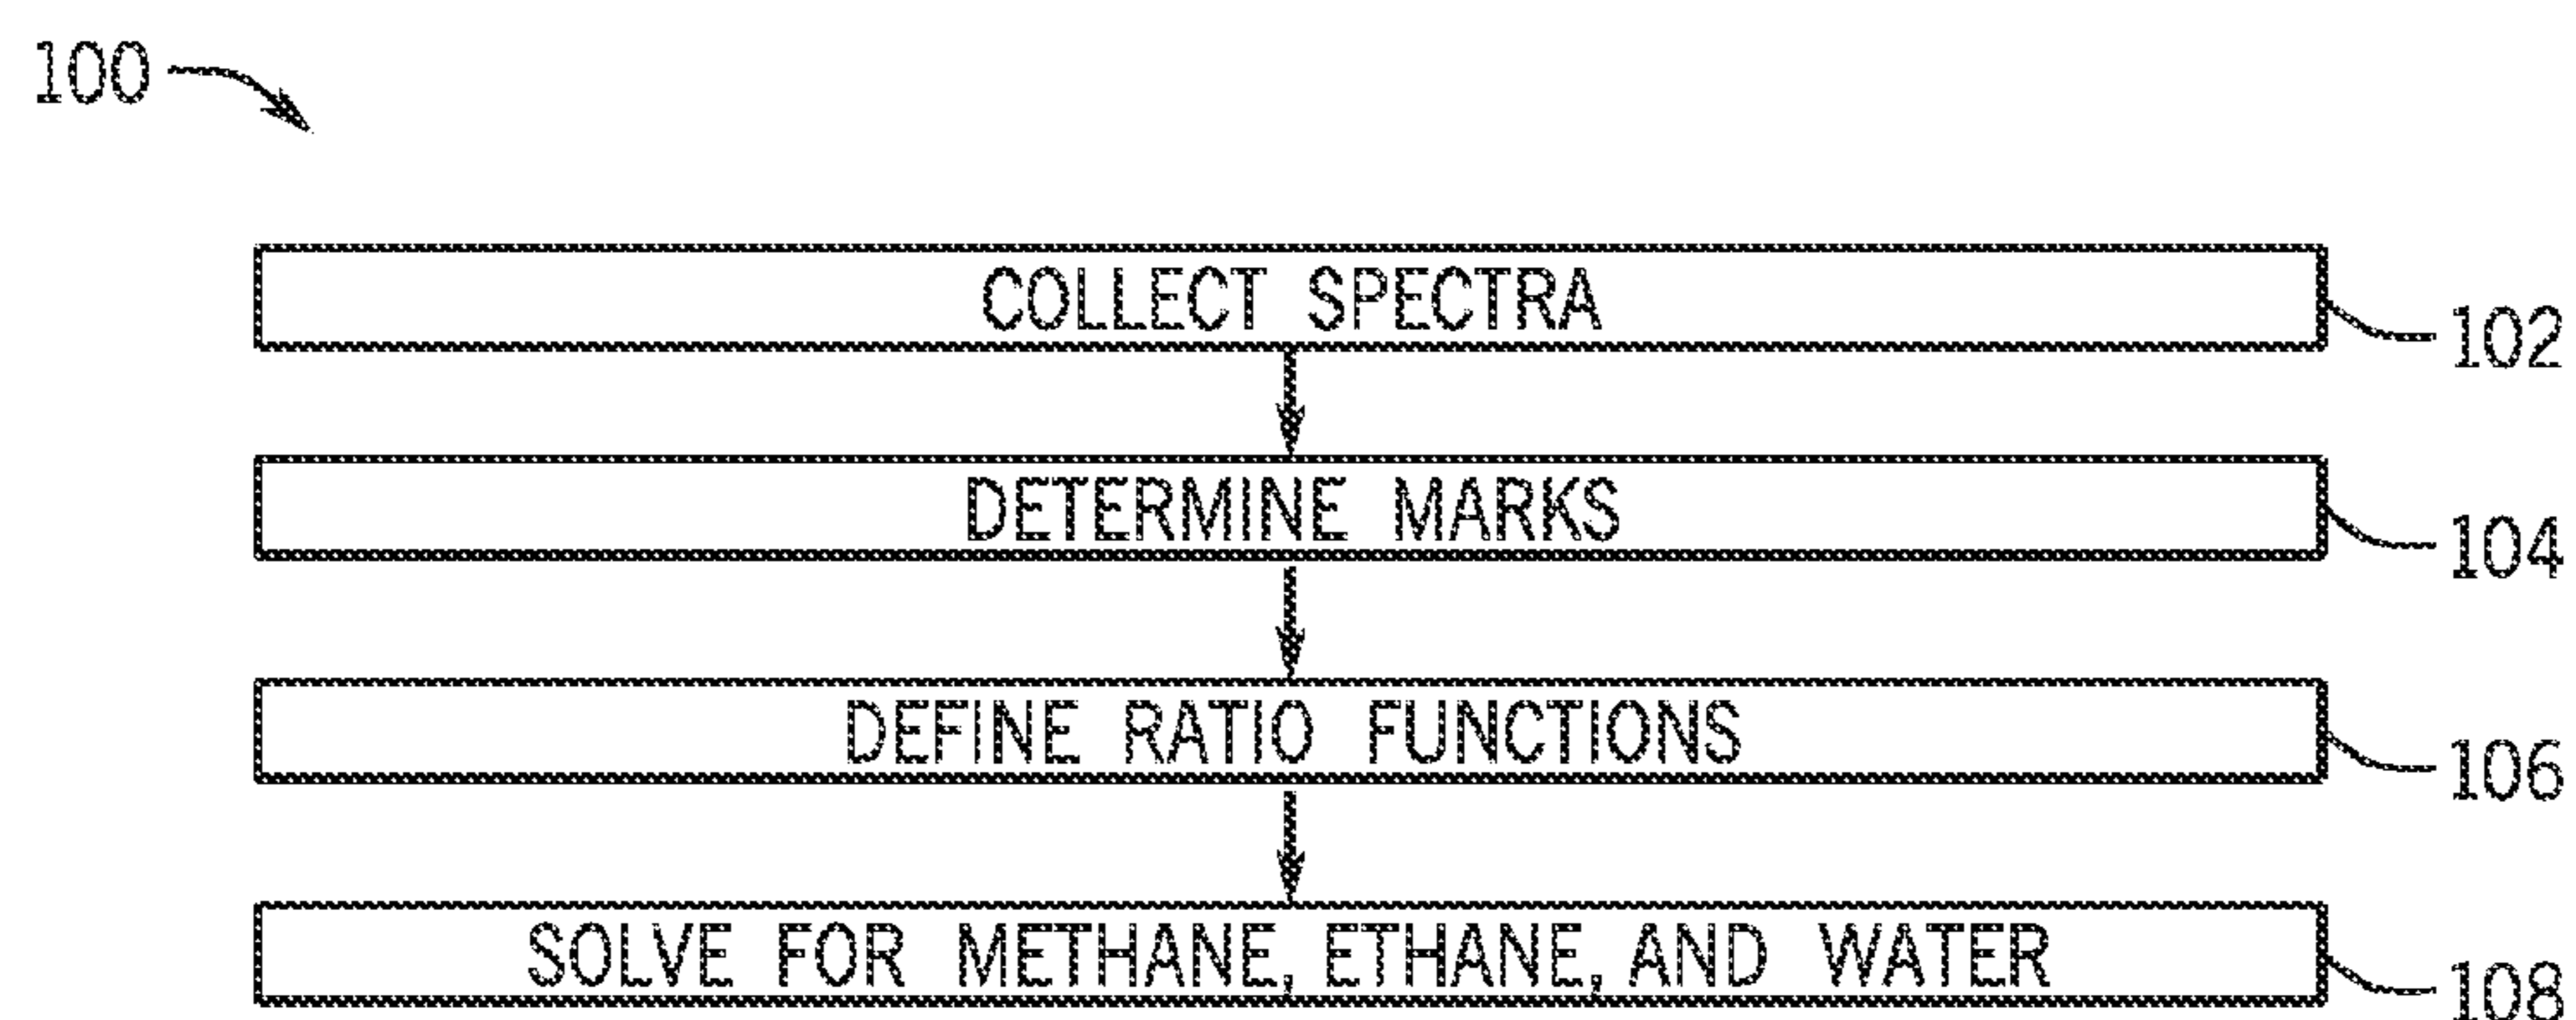 100
COLLECT SPECTRA
102
DETERMINE MARKS
104
DEFINE RATIO FUNCTIONS
106
SOLVE FOR METHANE, ETHANE, AND WATER
108